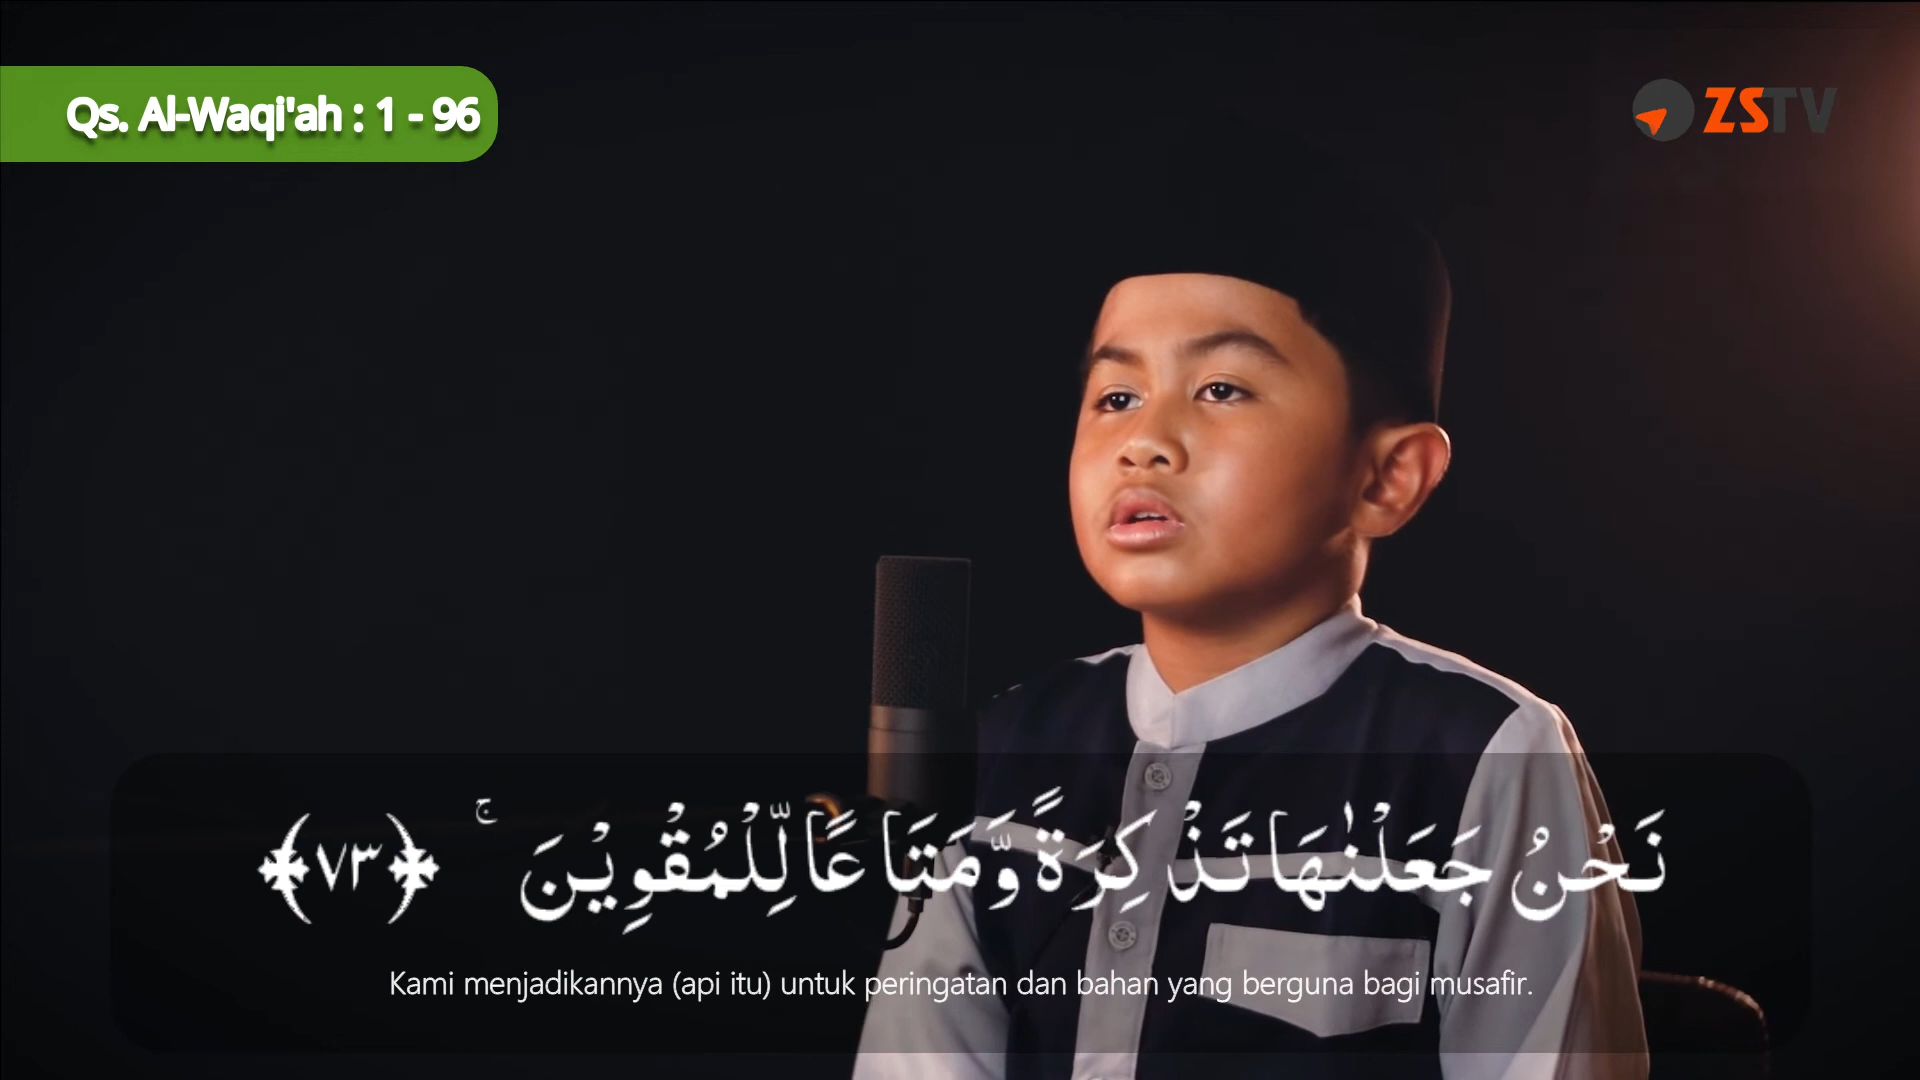 Qs. Al-Waqi'ah : 1 - 96
ZSTV
نَحْنُ جَعَلْنٰهَا تَذْكِرَةً وَّمَتَاعًا لِّلْمُقْوِيْنَ ۚ ﴿٧٣﴾
Kami menjadikannya (api itu) untuk peringatan dan bahan yang berguna bagi musafir.